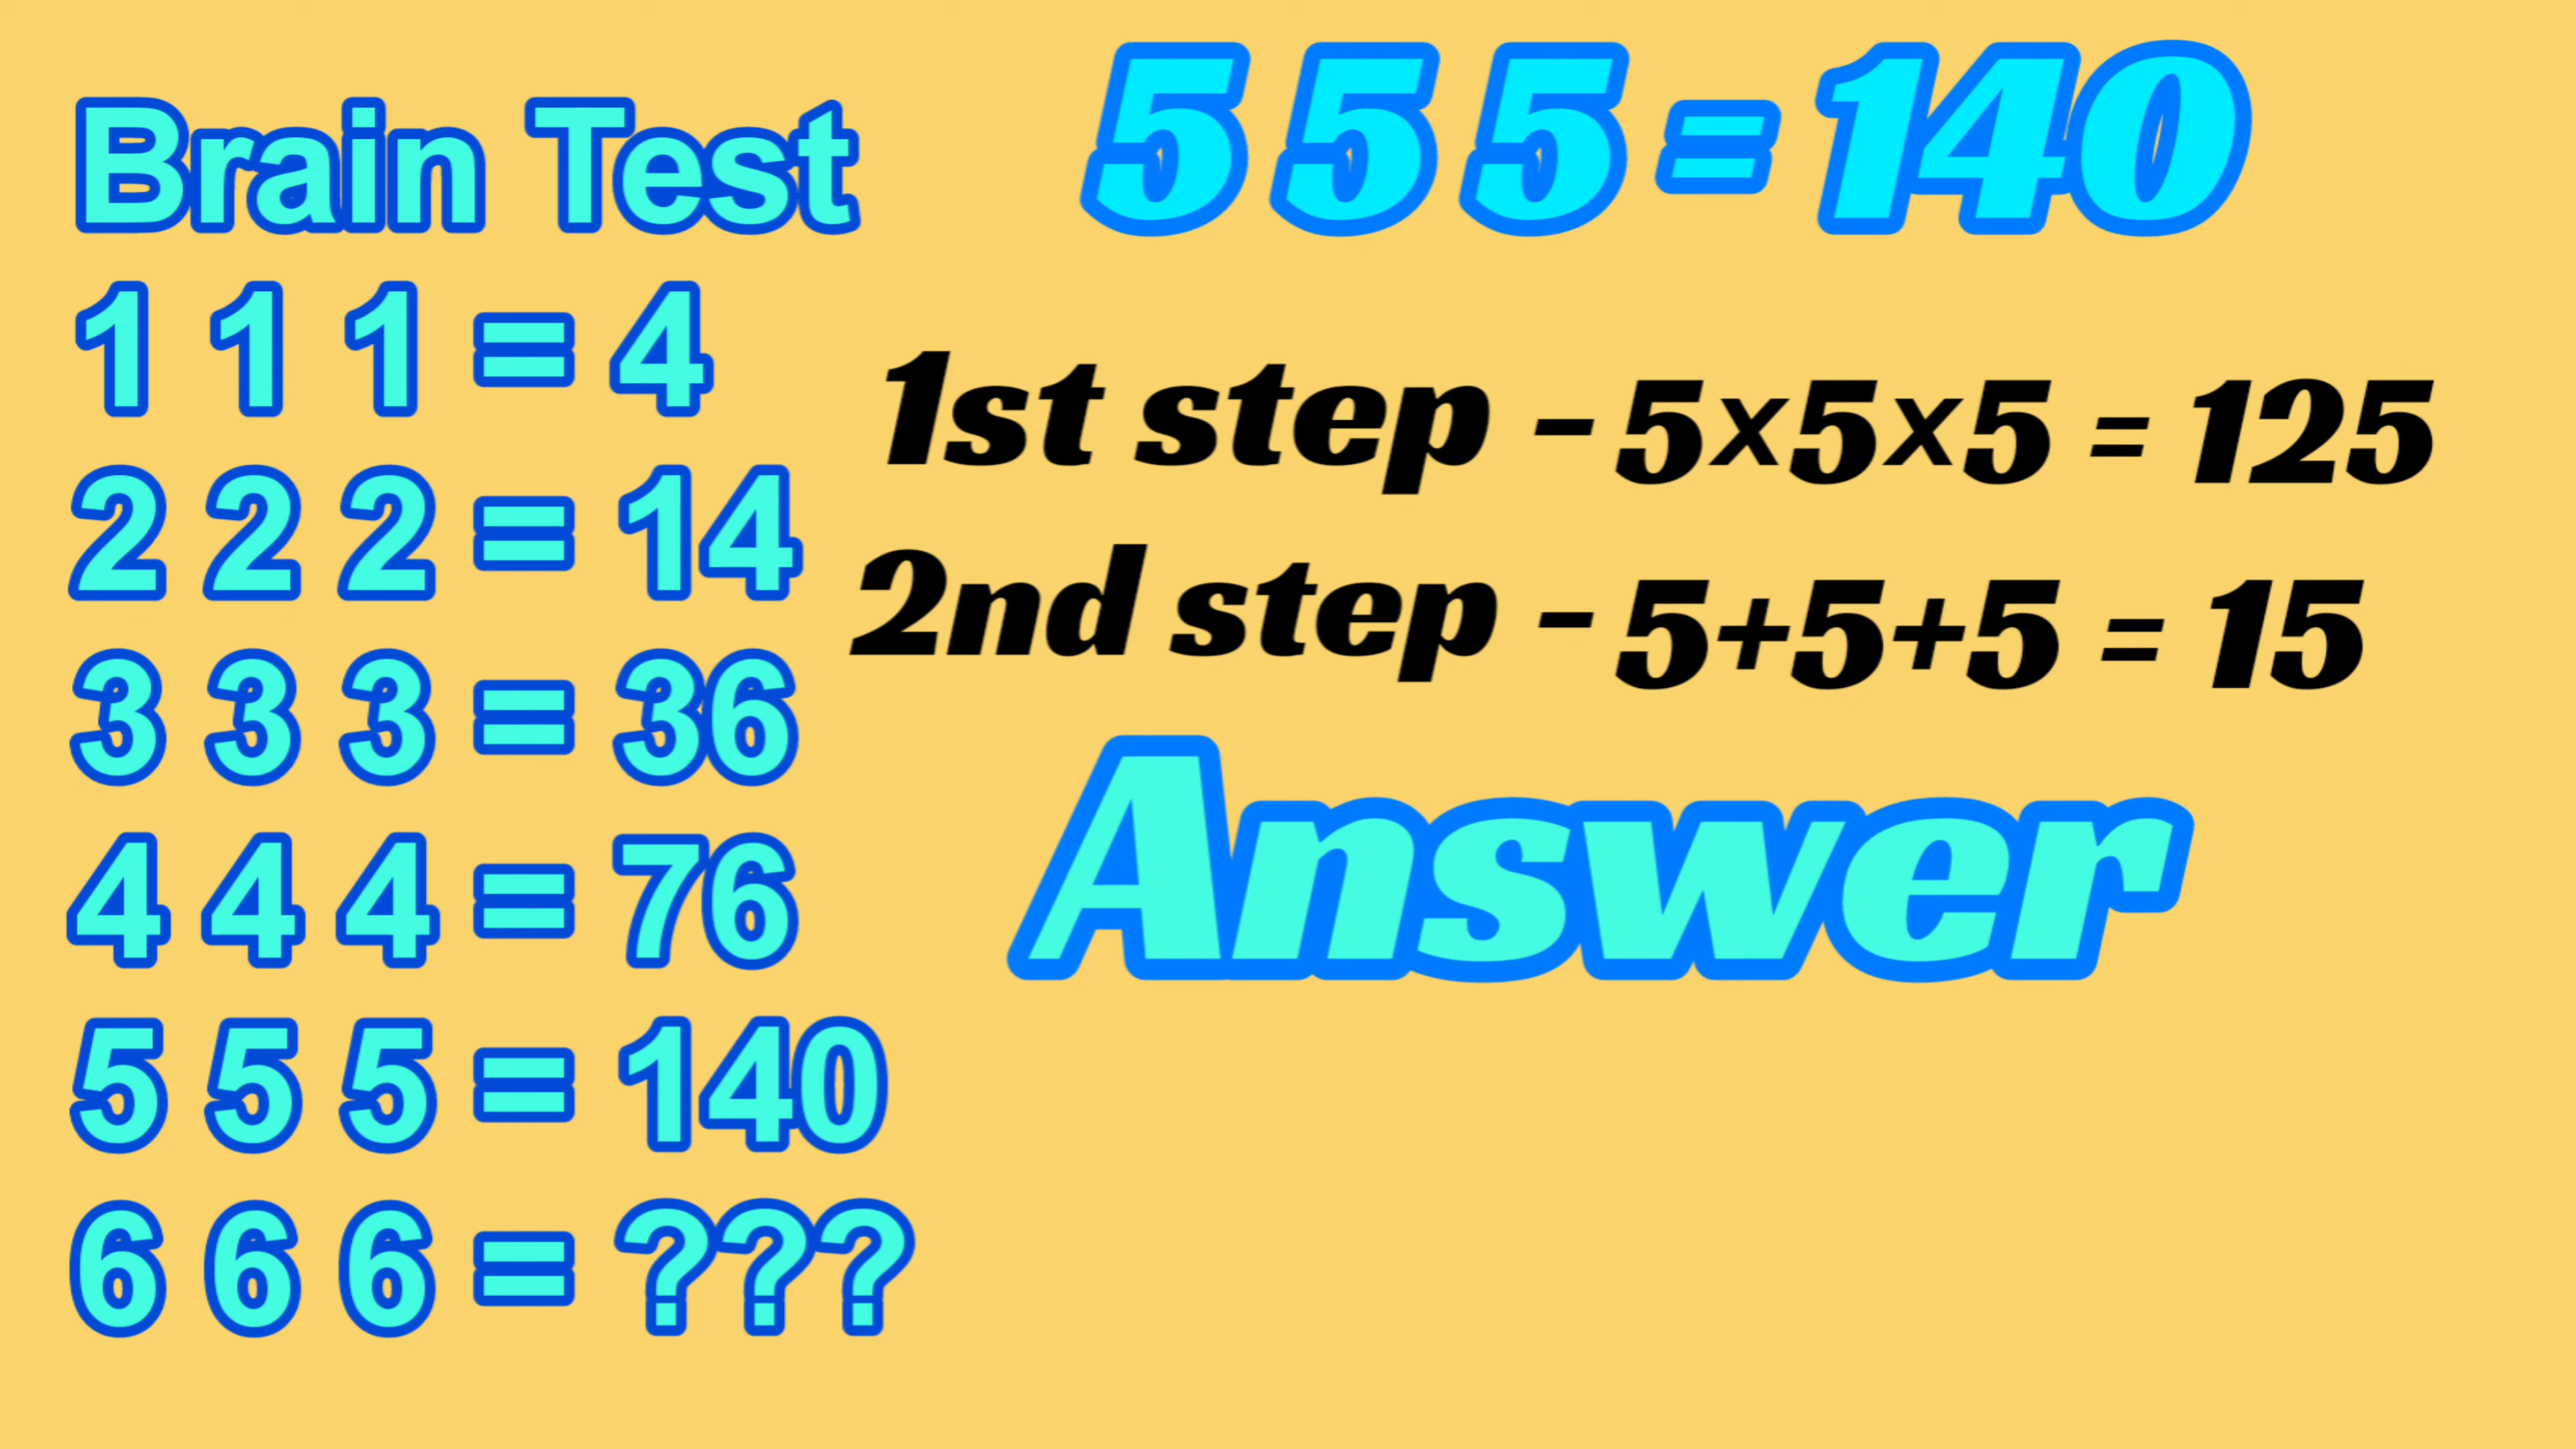 Brain Test
1 1 1 = 4
2 2 2 = 14
3 3 3 = 36
4 4 4 = 76
5 5 5 = 140
6 6 6 = ???
5 5 5 = 140
1st step - 5x5x5 = 125
2nd step - 5+5+5 = 15
Answer